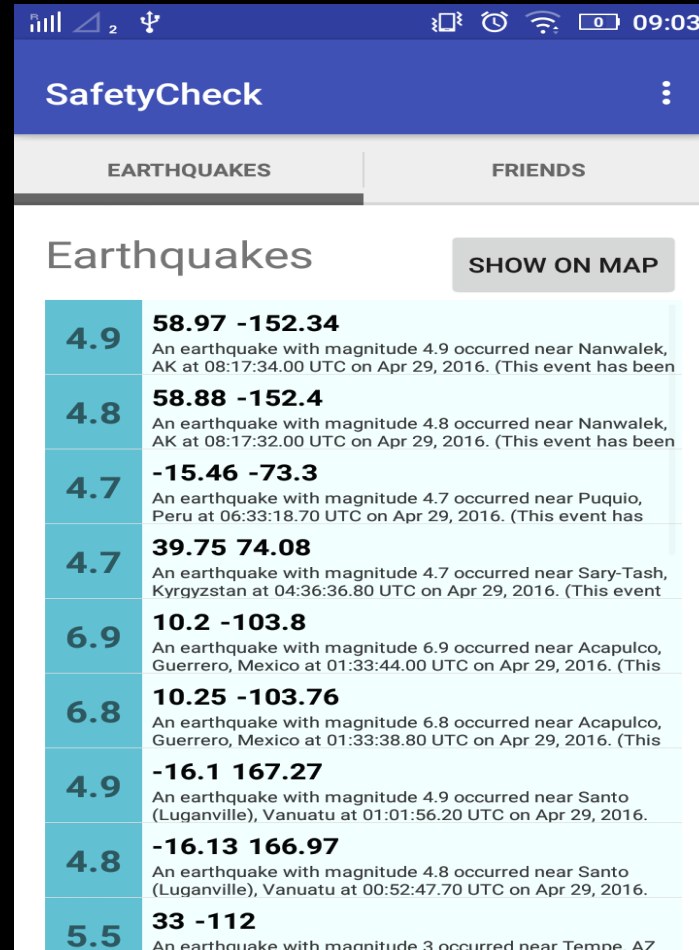 R
2
0 09:03
SafetyCheck
EARTHQUAKES FRIENDS
Earthquakes
SHOW ON MAP
4.9
58.97 -152.34
An earthquake with magnitude 4.9 occurred near Nanwalek,
AK at 08:17:34.00 UTC on Apr 29, 2016. (This event has been
4.8
58.88 -152.4
An earthquake with magnitude 4.8 occurred near Nanwalek,
AK at 08:17:32.00 UTC on Apr 29, 2016. (This event has been
4.7
-15.46 -73.3
An earthquake with magnitude 4.7 occurred near Puquio,
Peru at 06:33:18.70 UTC on Apr 29, 2016. (This event has
4.7
39.75 74.08
An earthquake with magnitude 4.7 occurred near Sary-Tash,
Kyrgyzstan at 04:36:36.80 UTC on Apr 29, 2016. (This event
6.9
10.2 -103.8
An earthquake with magnitude 6.9 occurred near Acapulco,
Guerrero, Mexico at 01:33:44.00 UTC on Apr 29, 2016. (This
6.8
10.25 -103.76
An earthquake with magnitude 6.8 occurred near Acapulco,
Guerrero, Mexico at 01:33:38.80 UTC on Apr 29, 2016. (This
4.9
-16.1 167.27
An earthquake with magnitude 4.9 occurred near Santo
(Luganville), Vanuatu at 01:01:56.20 UTC on Apr 29, 2016.
4.8
-16.13 166.97
An earthquake with magnitude 4.8 occurred near Santo
(Luganville), Vanuatu at 00:52:47.70 UTC on Apr 29, 2016.
5.5
33 -112
An earthquake with magnitude 3 occurred near Tempe, AZ